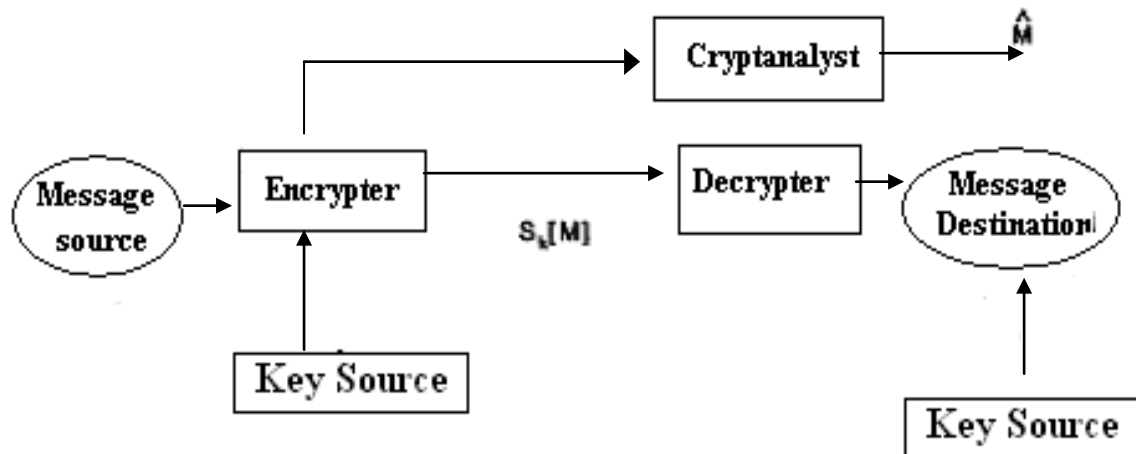 M̂
Cryptanalyst
Message
source
Encrypter
Decrypter
Message
Destination
Sₖ[M]
Key Source
Key Source